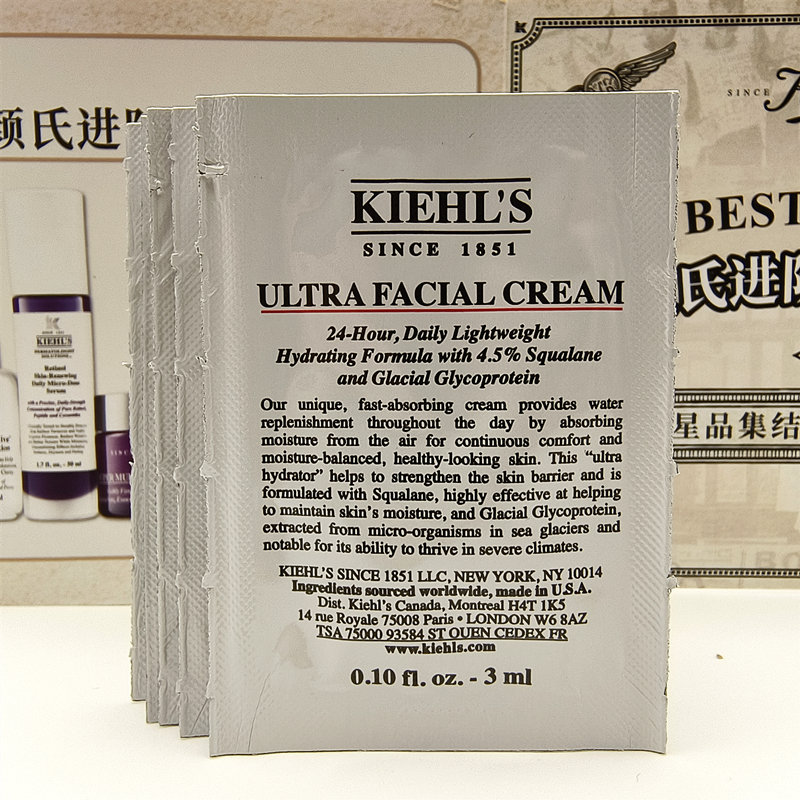 颜氏进
KIEHL'S
SINCE 1851
ULTRA FACIAL CREAM
24-Hour, Daily Lightweight
Hydrating Formula with 4.5% Squalane
and Glacial Glycoprotein
Our unique, fast-absorbing cream provides water
replenishment throughout the day by absorbing
moisture from the air for continuous comfort and
moisture-balanced, healthy-looking skin. This "ultra
hydrator" helps to strengthen the skin barrier and is
formulated with Squalane, highly effective at helping
to maintain skin's moisture, and Glacial Glycoprotein,
extracted from micro-organisms in sea glaciers and
notable for its ability to thrive in severe climates.
KIEHL'S SINCE 1851 LLC, NEW YORK, NY 10014
Ingredients sourced worldwide, made in U.S.A.
Dist. Kiehl's Canada, Montreal H4T 1K5
14 rue Royale 75008 Paris • LONDON W6 8AZ
TSA 75000 93584 ST OUEN CEDEX FR
www.kiehls.com
0.10 fl. oz. - 3 ml
KIEHL'S
DERMATOLOGIST
SOLUTIONS
Retinol
Skin-Renewing
Daily Micro-Dose
Serum
1.7 fl. oz. - 50 ml
SINCE
BEST
氏进
星品集结